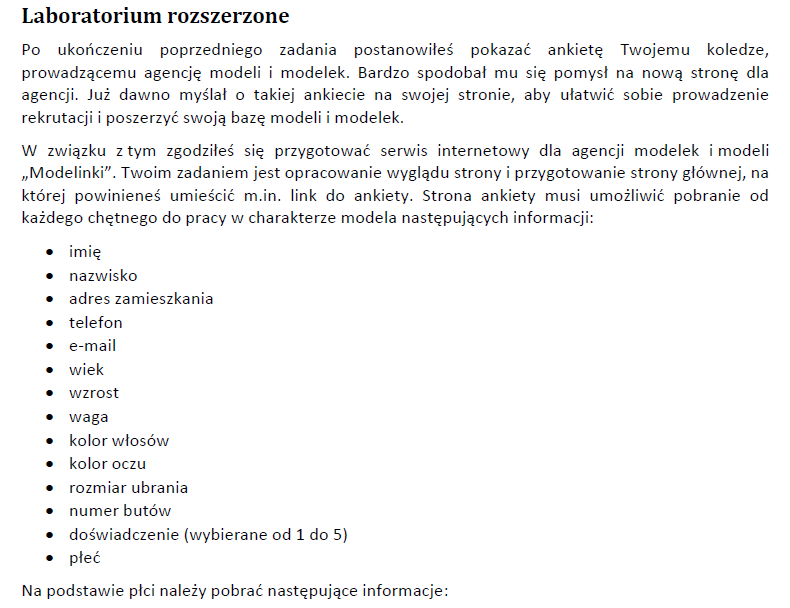 Laboratorium rozszerzone
Po ukończeniu poprzedniego zadania postanowiłeś pokazać ankietę Twojemu koledze,
prowadzącemu agencję modeli i modelek. Bardzo spodobał mu się pomysł na nową stronę dla
agencji. Już dawno myślał o takiej ankiecie na swojej stronie, aby ułatwić sobie prowadzenie
rekrutacji i poszerzyć swoją bazę modeli i modelek.
W związku z tym zgodziłeś się przygotować serwis internetowy dla agencji modelek i modeli
„Modelinki”. Twoim zadaniem jest opracowanie wyglądu strony i przygotowanie strony głównej, na
której powinieneś umieścić m.in. link do ankiety. Strona ankiety musi umożliwić pobranie od
każdego chętnego do pracy w charakterze modela następujących informacji:
• imię
• nazwisko
• adres zamieszkania
• telefon
• e-mail
• wiek
• wzrost
• waga
• kolor włosów
• kolor oczu
• rozmiar ubrania
• numer butów
• doświadczenie (wybierane od 1 do 5)
• płeć
Na podstawie płci należy pobrać następujące informacje: